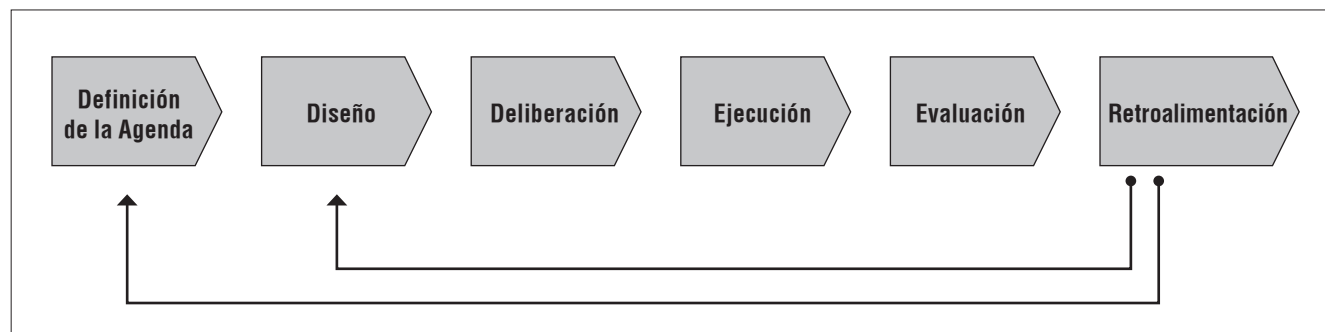 Definición
de la Agenda
Diseño
Deliberación
Ejecución
Evaluación
Retroalimentación